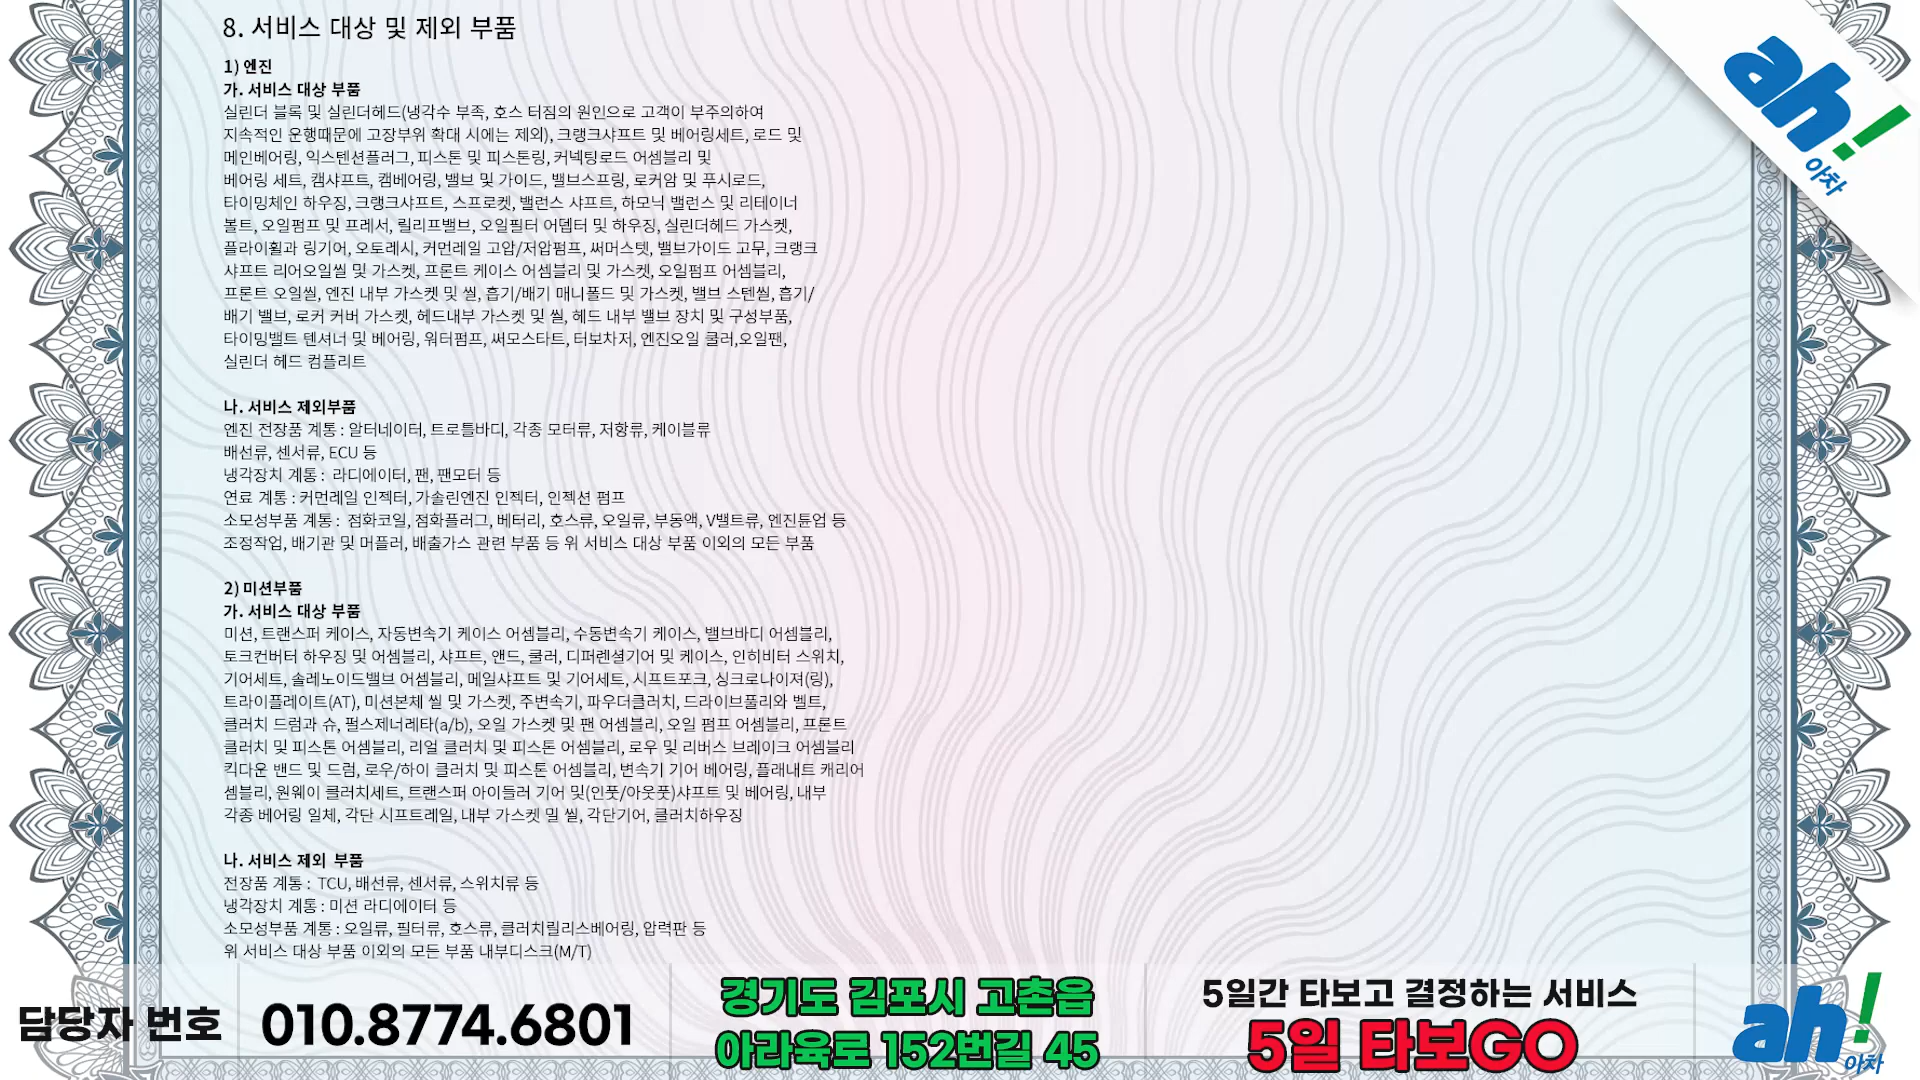 8. 서비스 대상 및 제외 부품
1) 엔진
가. 서비스 대상 부품
실린더 블록 및 실린더헤드(냉각수 부족, 호스 터짐의 원인으로 고객이 부주의하여
지속적인 운행때문에 고장부위 확대 시에는 제외), 크랭크샤프트 및 베어링세트, 로드 및
메인베어링, 익스텐션플러그, 피스톤 및 피스톤링, 커넥팅로드 어셈블리 및
베어링 세트, 캠샤프트, 캠베어링, 밸브 및 가이드, 밸브스프링, 로커암 및 푸시로드,
타이밍체인 하우징, 크랭크샤프트, 스프로켓, 밸런스 샤프트, 하모닉 밸런스 및 리테이너
볼트, 오일펌프 및 프레서, 릴리프밸브, 오일필터 어뎁터 및 하우징, 실린더헤드 가스켓,
플라이휠과 링기어, 오토래시, 커먼레일 고압/저압펌프, 써머스텟, 밸브가이드 고무, 크랭크
샤프트 리어오일씰 및 가스켓, 프론트 케이스 어셈블리 및 가스켓, 오일펌프 어셈블리,
프론트 오일씰, 엔진 내부 가스켓 및 씰, 흡기/배기 매니폴드 및 가스켓, 밸브 스텐씰, 흡기/
배기 밸브, 로커 커버 가스켓, 헤드내부 가스켓 및 씰, 헤드 내부 밸브 장치 및 구성부품,
타이밍밸트 텐셔너 및 베어링, 워터펌프, 써모스타트, 터보차저, 엔진오일 쿨러,오일팬,
실린더 헤드 컴플리트
나. 서비스 제외부품
엔진 전장품 계통 : 알터네이터, 트로틀바디, 각종 모터류, 저항류, 케이블류
배선류, 센서류, ECU 등
냉각장치 계통 : 라디에이터, 팬, 팬모터 등
연료 계통 : 커먼레일 인젝터, 가솔린엔진 인젝터, 인젝션 펌프
소모성부품 계통 : 점화코일, 점화플러그, 베터리, 호스류, 오일류, 부동액, V밸트류, 엔진튠업 등
조정작업, 배기관 및 머플러, 배출가스 관련 부품 등 위 서비스 대상 부품 이외의 모든 부품
2) 미션부품
가. 서비스 대상 부품
미션, 트랜스퍼 케이스, 자동변속기 케이스 어셈블리, 수동변속기 케이스, 밸브바디 어셈블리,
토크컨버터 하우징 및 어셈블리, 샤프트, 앤드, 쿨러, 디퍼렌셜기어 및 케이스, 인히비터 스위치,
기어세트, 솔레노이드밸브 어셈블리, 메일샤프트 및 기어세트, 시프트포크, 싱크로나이져(링),
트라이플레이트(AT), 미션본체 씰 및 가스켓, 주변속기, 파우더클러치, 드라이브풀리와 벨트,
클러치 드럼과 슈, 펄스제너레타(a/b), 오일 가스켓 및 팬 어셈블리, 오일 펌프 어셈블리, 프론트
클러치 및 피스톤 어셈블리, 리얼 클러치 및 피스톤 어셈블리, 로우 및 리버스 브레이크 어셈블리
킥다운 밴드 및 드럼, 로우/하이 클러치 및 피스톤 어셈블리, 변속기 기어 베어링, 플래내트 캐리어
셈블리, 원웨이 클러치세트, 트랜스퍼 아이들러 기어 및(인풋/아웃풋)샤프트 및 베어링, 내부
각종 베어링 일체, 각단 시프트레일, 내부 가스켓 밀 씰, 각단기어, 클러치하우징
나. 서비스 제외 부품
전장품 계통 : TCU, 배선류, 센서류, 스위치류 등
냉각장치 계통 : 미션 라디에이터 등
소모성부품 계통 : 오일류, 필터류, 호스류, 클러치릴리스베어링, 압력판 등
위 서비스 대상 부품 이외의 모든 부품 내부디스크(M/T)
ah!
아차
담당자 번호
010.8774.6801
경기도 김포시 고촌읍
아라육로 152번길 45
5일간 타보고 결정하는 서비스
5일 타보GO
ah!
아차